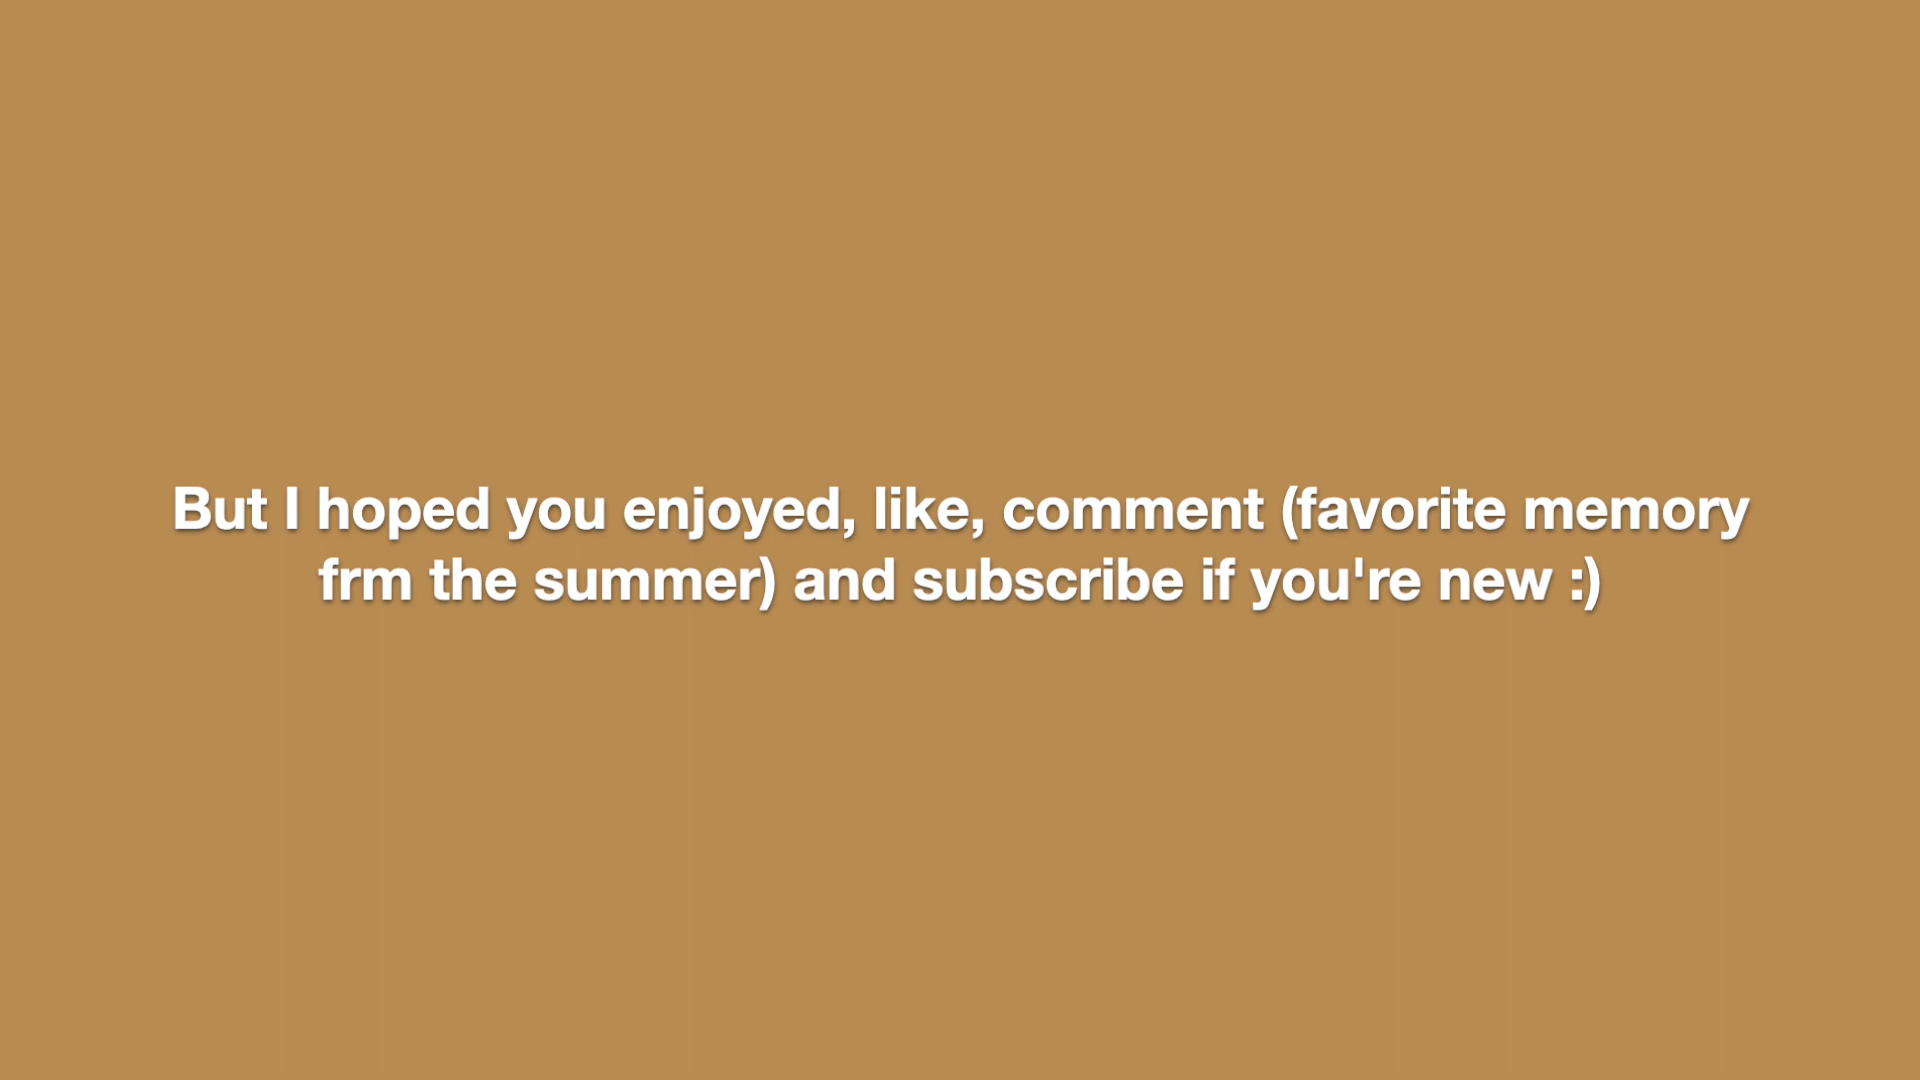 But I hoped you enjoyed, like, comment (favorite memory
frm the summer) and subscribe if you're new :)